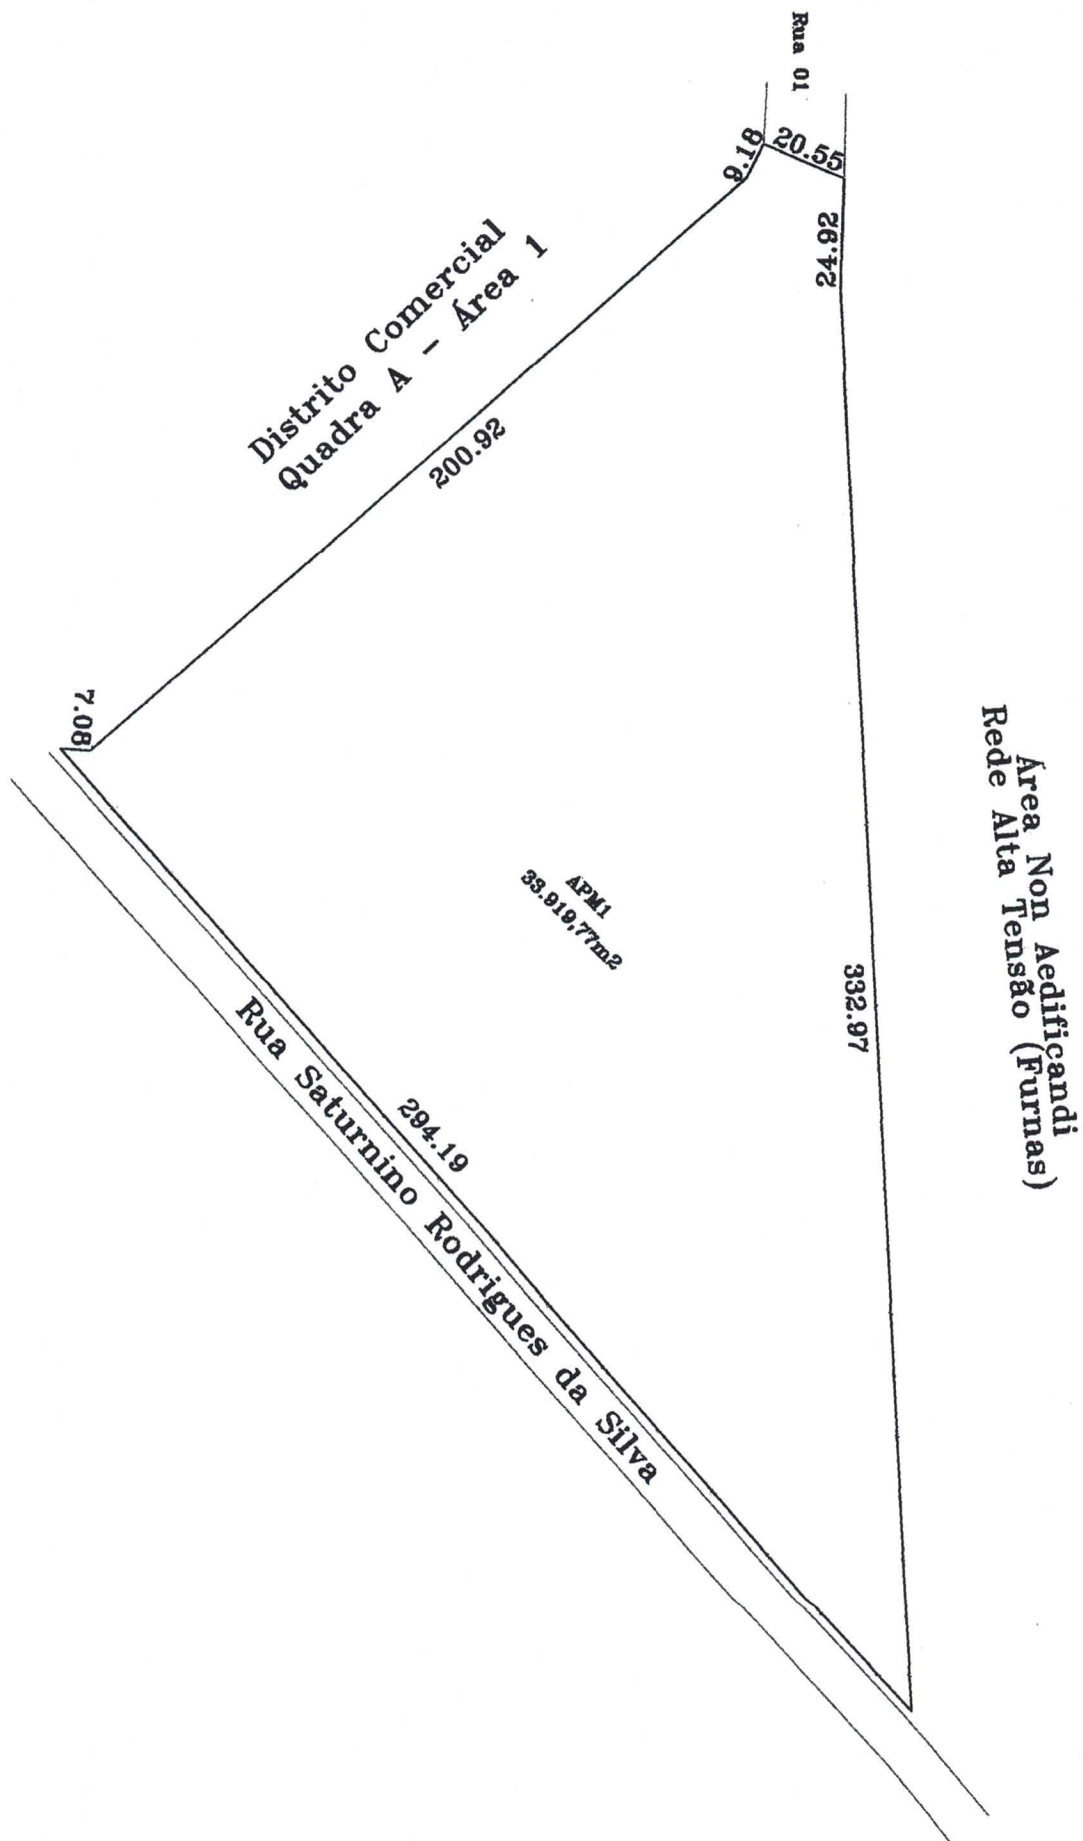 Rua 01
20.55
9.18
24.92
Distrito Comercial
Quadra A - Área 1
200.92
Área Non Aedificandi
Rede Alta Tensão (Furnas)
7.08
APM1
33.919,77m2
332.97
294.19
Rua Saturnino Rodrigues da Silva